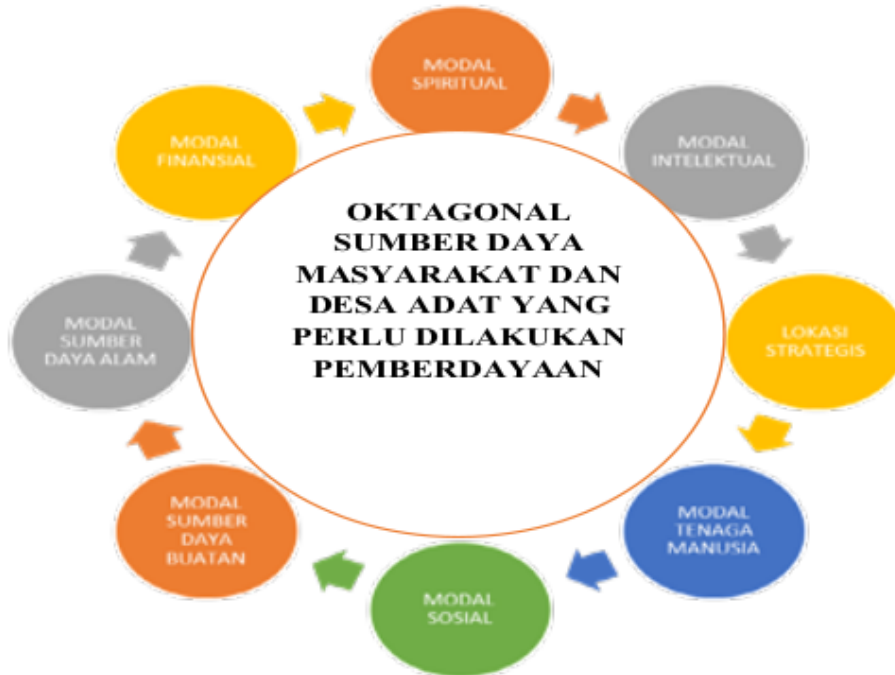 MODAL
SPIRITUAL
MODAL
INTELEKTUAL
LOKASI
STRATEGIS
MODAL
TENAGA
MANUSIA
MODAL
SOSIAL
MODAL
SUMBER
DAYA
BUATAN
MODAL
SUMBER
DAYA ALAM
MODAL
FINANSIAL
OKTAGONAL
SUMBER DAYA
MASYARAKAT DAN
DESA ADAT YANG
PERLU DILAKUKAN
PEMBERDAYAAN